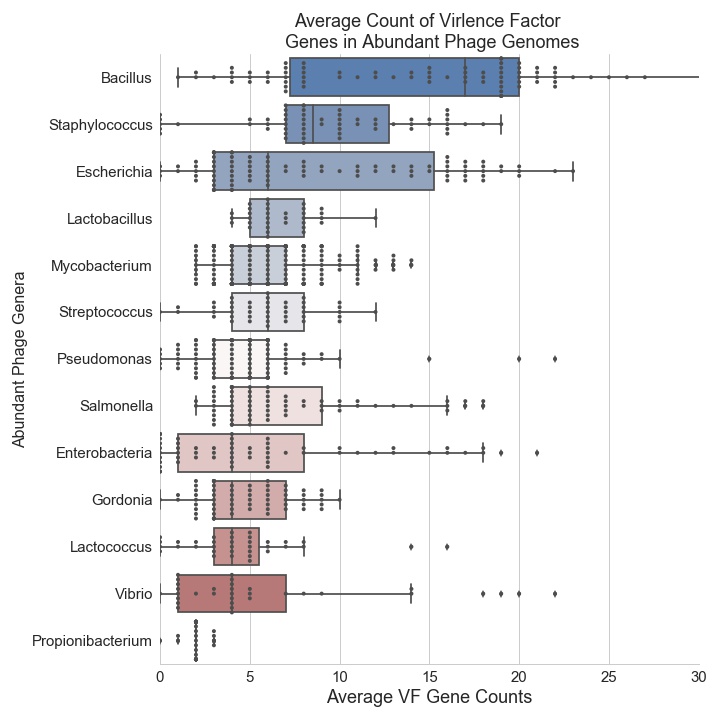 Average Count of Virlence Factor
Genes in Abundant Phage Genomes
Abundant Phage Genera
Bacillus
Staphylococcus
Escherichia
Lactobacillus
Mycobacterium
Streptococcus
Pseudomonas
Salmonella
Enterobacteria
Gordonia
Lactococcus
Vibrio
Propionibacterium
0 5 10 15 20 25 30
Average VF Gene Counts